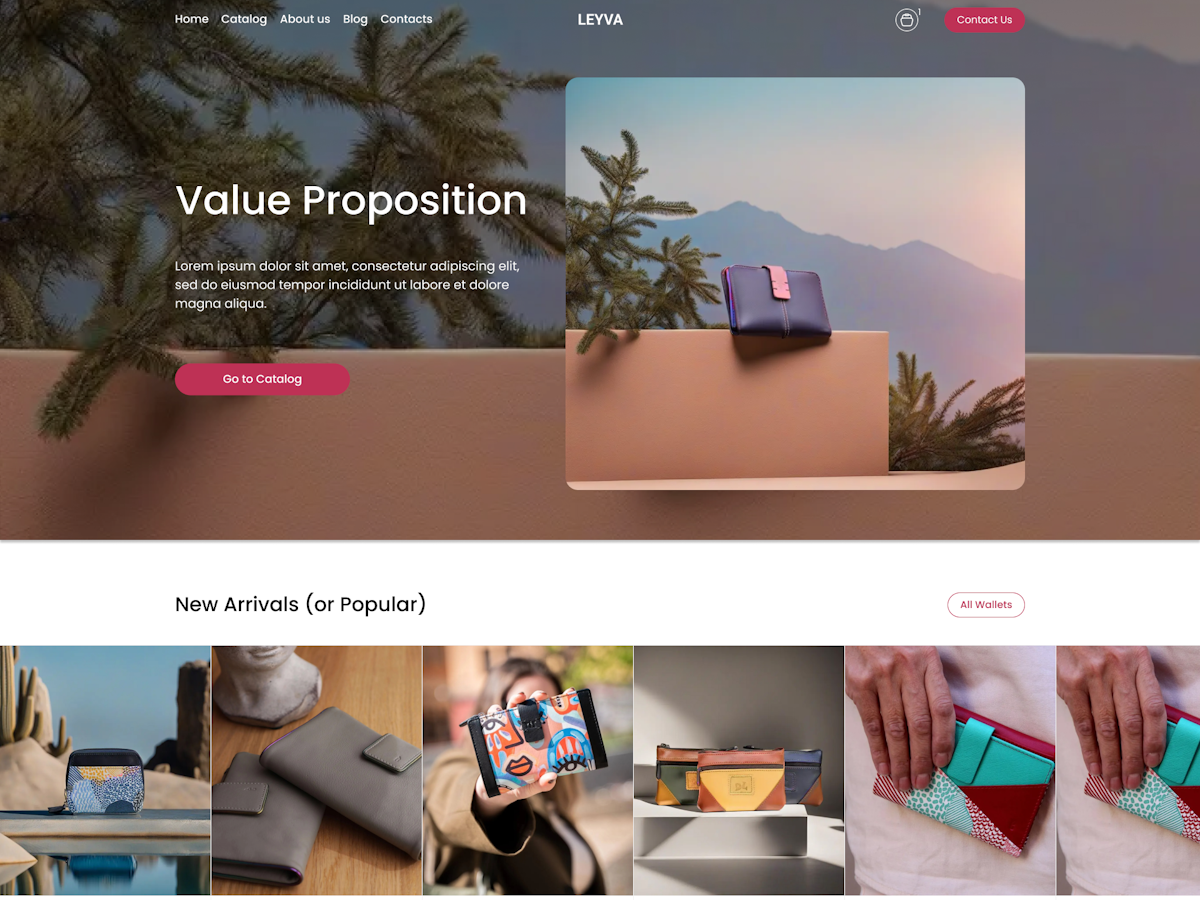 Home Catalog About us Blog Contacts
LEYVA
1
Contact Us
Value Proposition
Lorem ipsum dolor sit amet, consectetur adipiscing elit,
sed do eiusmod tempor incididunt ut labore et dolore
magna aliqua.
Go to Catalog
New Arrivals (or Popular)
All Wallets